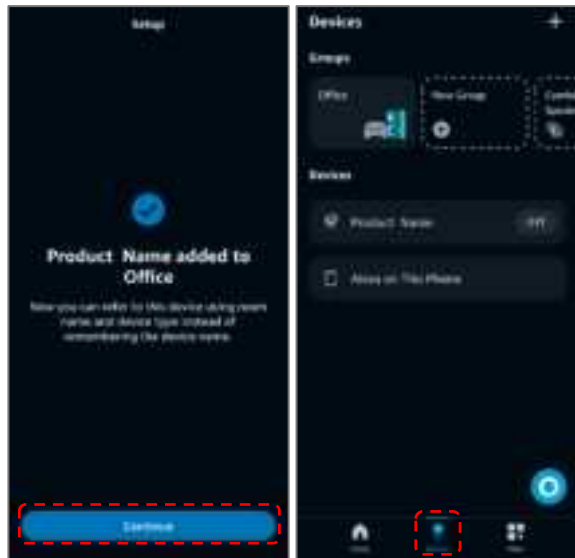 Setup
Product Name added to
Office
Now you can refer to this device using room
name and device type instead of
remembering the device name.
Continue
Devices
Groups
Office
New Group
Devices
Product Name
Off
Alexa on This Phone